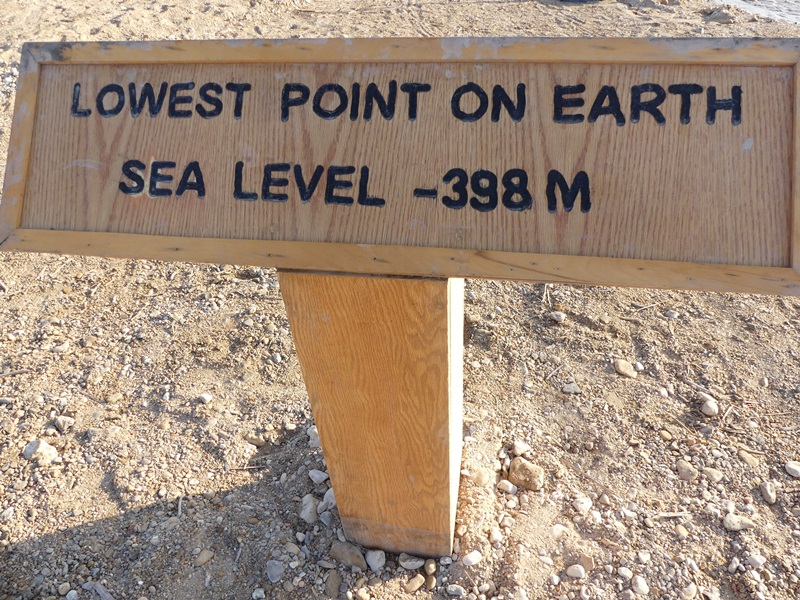 LOWEST POINT ON EARTH
SEA LEVEL -398 M